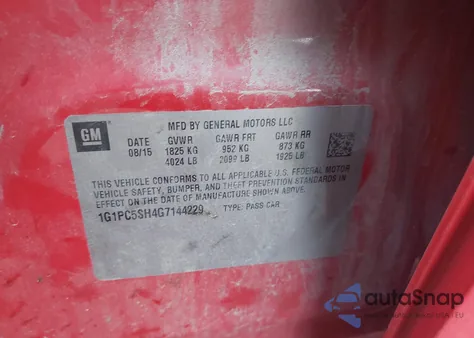 GM
MFD BY GENERAL MOTORS LLC
DATE GVWR GAWR FRT GAWR RR
08/15 1825 KG 952 KG 873 KG
4024 LB 2099 LB 1925 LB
THIS VEHICLE CONFORMS TO ALL APPLICABLE U.S. FEDERAL MOTOR
VEHICLE SAFETY, BUMPER, AND THEFT PREVENTION STANDARDS IN
EFFECT ON THE DATE OF MANUFACTURE SHOWN ABOVE.
1G1PC5SH4G7144229 TYPE: PASS CAR
autoSnap